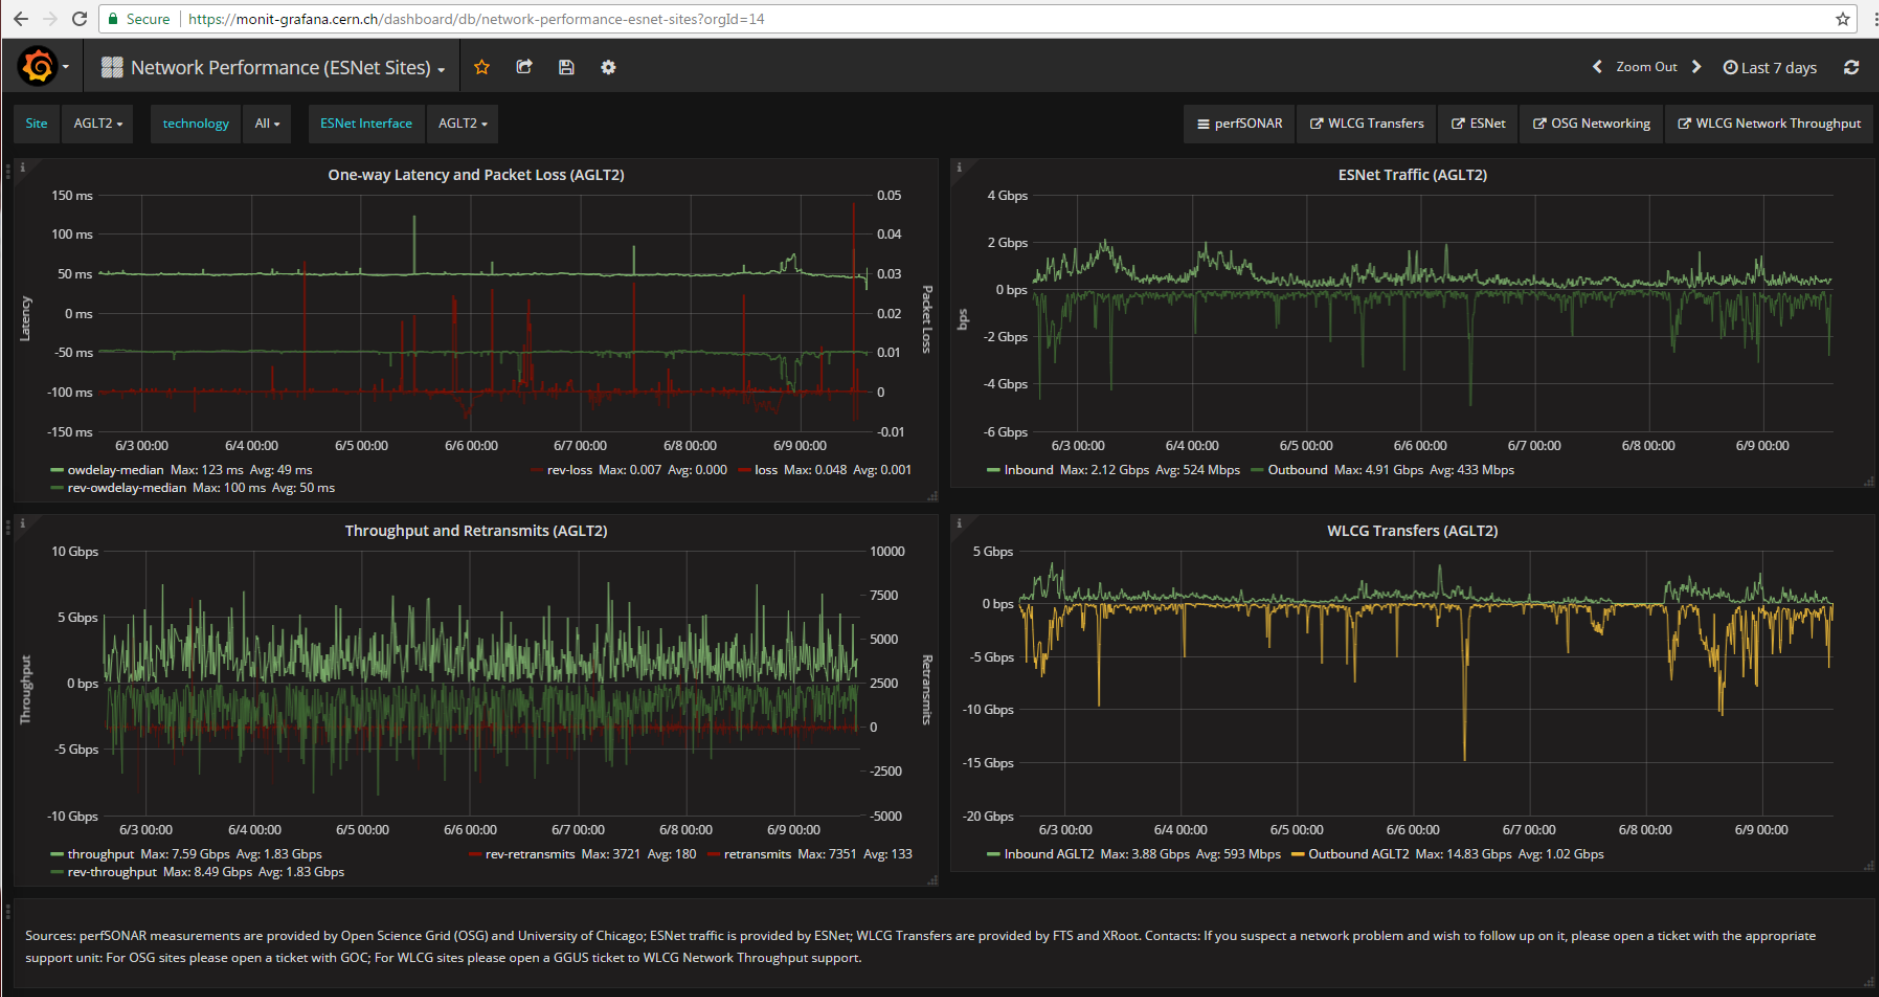 Secure https://monit-grafana.cern.ch/dashboard/db/network-performance-esnet-sites?orgId=14
Network Performance (ESNet Sites) Zoom Out Last 7 days
Site AGLT2 technology All ESNet Interface AGLT2 perfSONAR WLCG Transfers ESNet OSG Networking WLCG Network Throughput
One-way Latency and Packet Loss (AGLT2)
150 ms
100 ms
50 ms
0 ms
-50 ms
-100 ms
-150 ms
Latency
0.05
0.04
0.03
0.02
0.01
0
-0.01
Packet Loss
6/3 00:00 6/4 00:00 6/5 00:00 6/6 00:00 6/7 00:00 6/8 00:00 6/9 00:00
owdelay-median Max: 123 ms Avg: 49 ms rev-loss Max: 0.007 Avg: 0.000 loss Max: 0.048 Avg: 0.001
rev-owdelay-median Max: 100 ms Avg: 50 ms
ESNet Traffic (AGLT2)
4 Gbps
2 Gbps
0 bps
-2 Gbps
-4 Gbps
-6 Gbps
bps
6/3 00:00 6/4 00:00 6/5 00:00 6/6 00:00 6/7 00:00 6/8 00:00 6/9 00:00
Inbound Max: 2.12 Gbps Avg: 524 Mbps Outbound Max: 4.91 Gbps Avg: 433 Mbps
Throughput and Retransmits (AGLT2)
10 Gbps
5 Gbps
0 bps
-5 Gbps
-10 Gbps
Throughput
10000
7500
5000
2500
0
-2500
-5000
Retransmits
6/3 00:00 6/4 00:00 6/5 00:00 6/6 00:00 6/7 00:00 6/8 00:00 6/9 00:00
throughput Max: 7.59 Gbps Avg: 1.83 Gbps rev-retransmits Max: 3721 Avg: 180 retransmits Max: 7351 Avg: 133
rev-throughput Max: 8.49 Gbps Avg: 1.83 Gbps
WLCG Transfers (AGLT2)
5 Gbps
0 bps
-5 Gbps
-10 Gbps
-15 Gbps
-20 Gbps
6/3 00:00 6/4 00:00 6/5 00:00 6/6 00:00 6/7 00:00 6/8 00:00 6/9 00:00
Inbound AGLT2 Max: 3.88 Gbps Avg: 593 Mbps Outbound AGLT2 Max: 14.83 Gbps Avg: 1.02 Gbps
Sources: perfSONAR measurements are provided by Open Science Grid (OSG) and University of Chicago; ESNet traffic is provided by ESNet; WLCG Transfers are provided by FTS and XRoot. Contacts: If you suspect a network problem and wish to follow up on it, please open a ticket with the appropriate
support unit: For OSG sites please open a ticket with GOC; For WLCG sites please open a GGUS ticket to WLCG Network Throughput support.